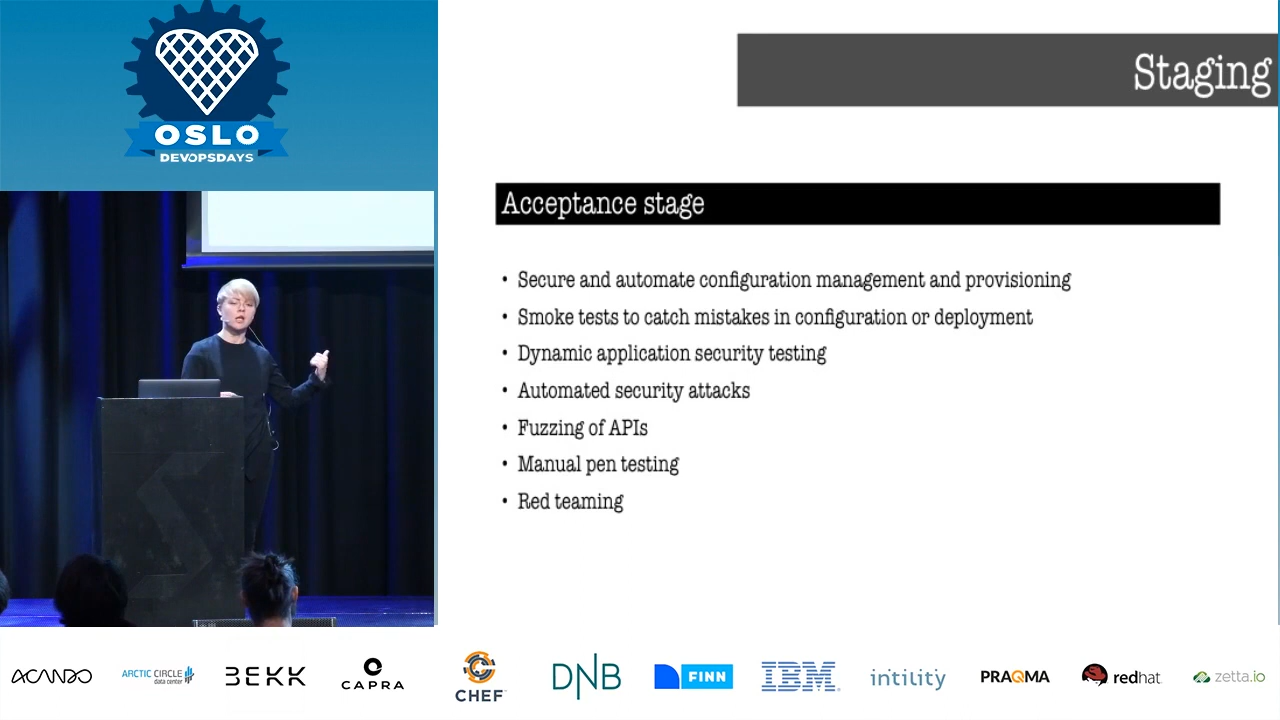 OSLO
DEVOPSDAYS
Staging
Acceptance stage
• Secure and automate configuration management and provisioning
• Smoke tests to catch mistakes in configuration or deployment
• Dynamic application security testing
• Automated security attacks
• Fuzzing of APIs
• Manual pen testing
• Red teaming
ACANDO
ARCTIC CIRCLE
data center
BEKK
CAPRA
CHEF
DNB
FINN
IBM
intility
PRAQMA
redhat
zetta.io